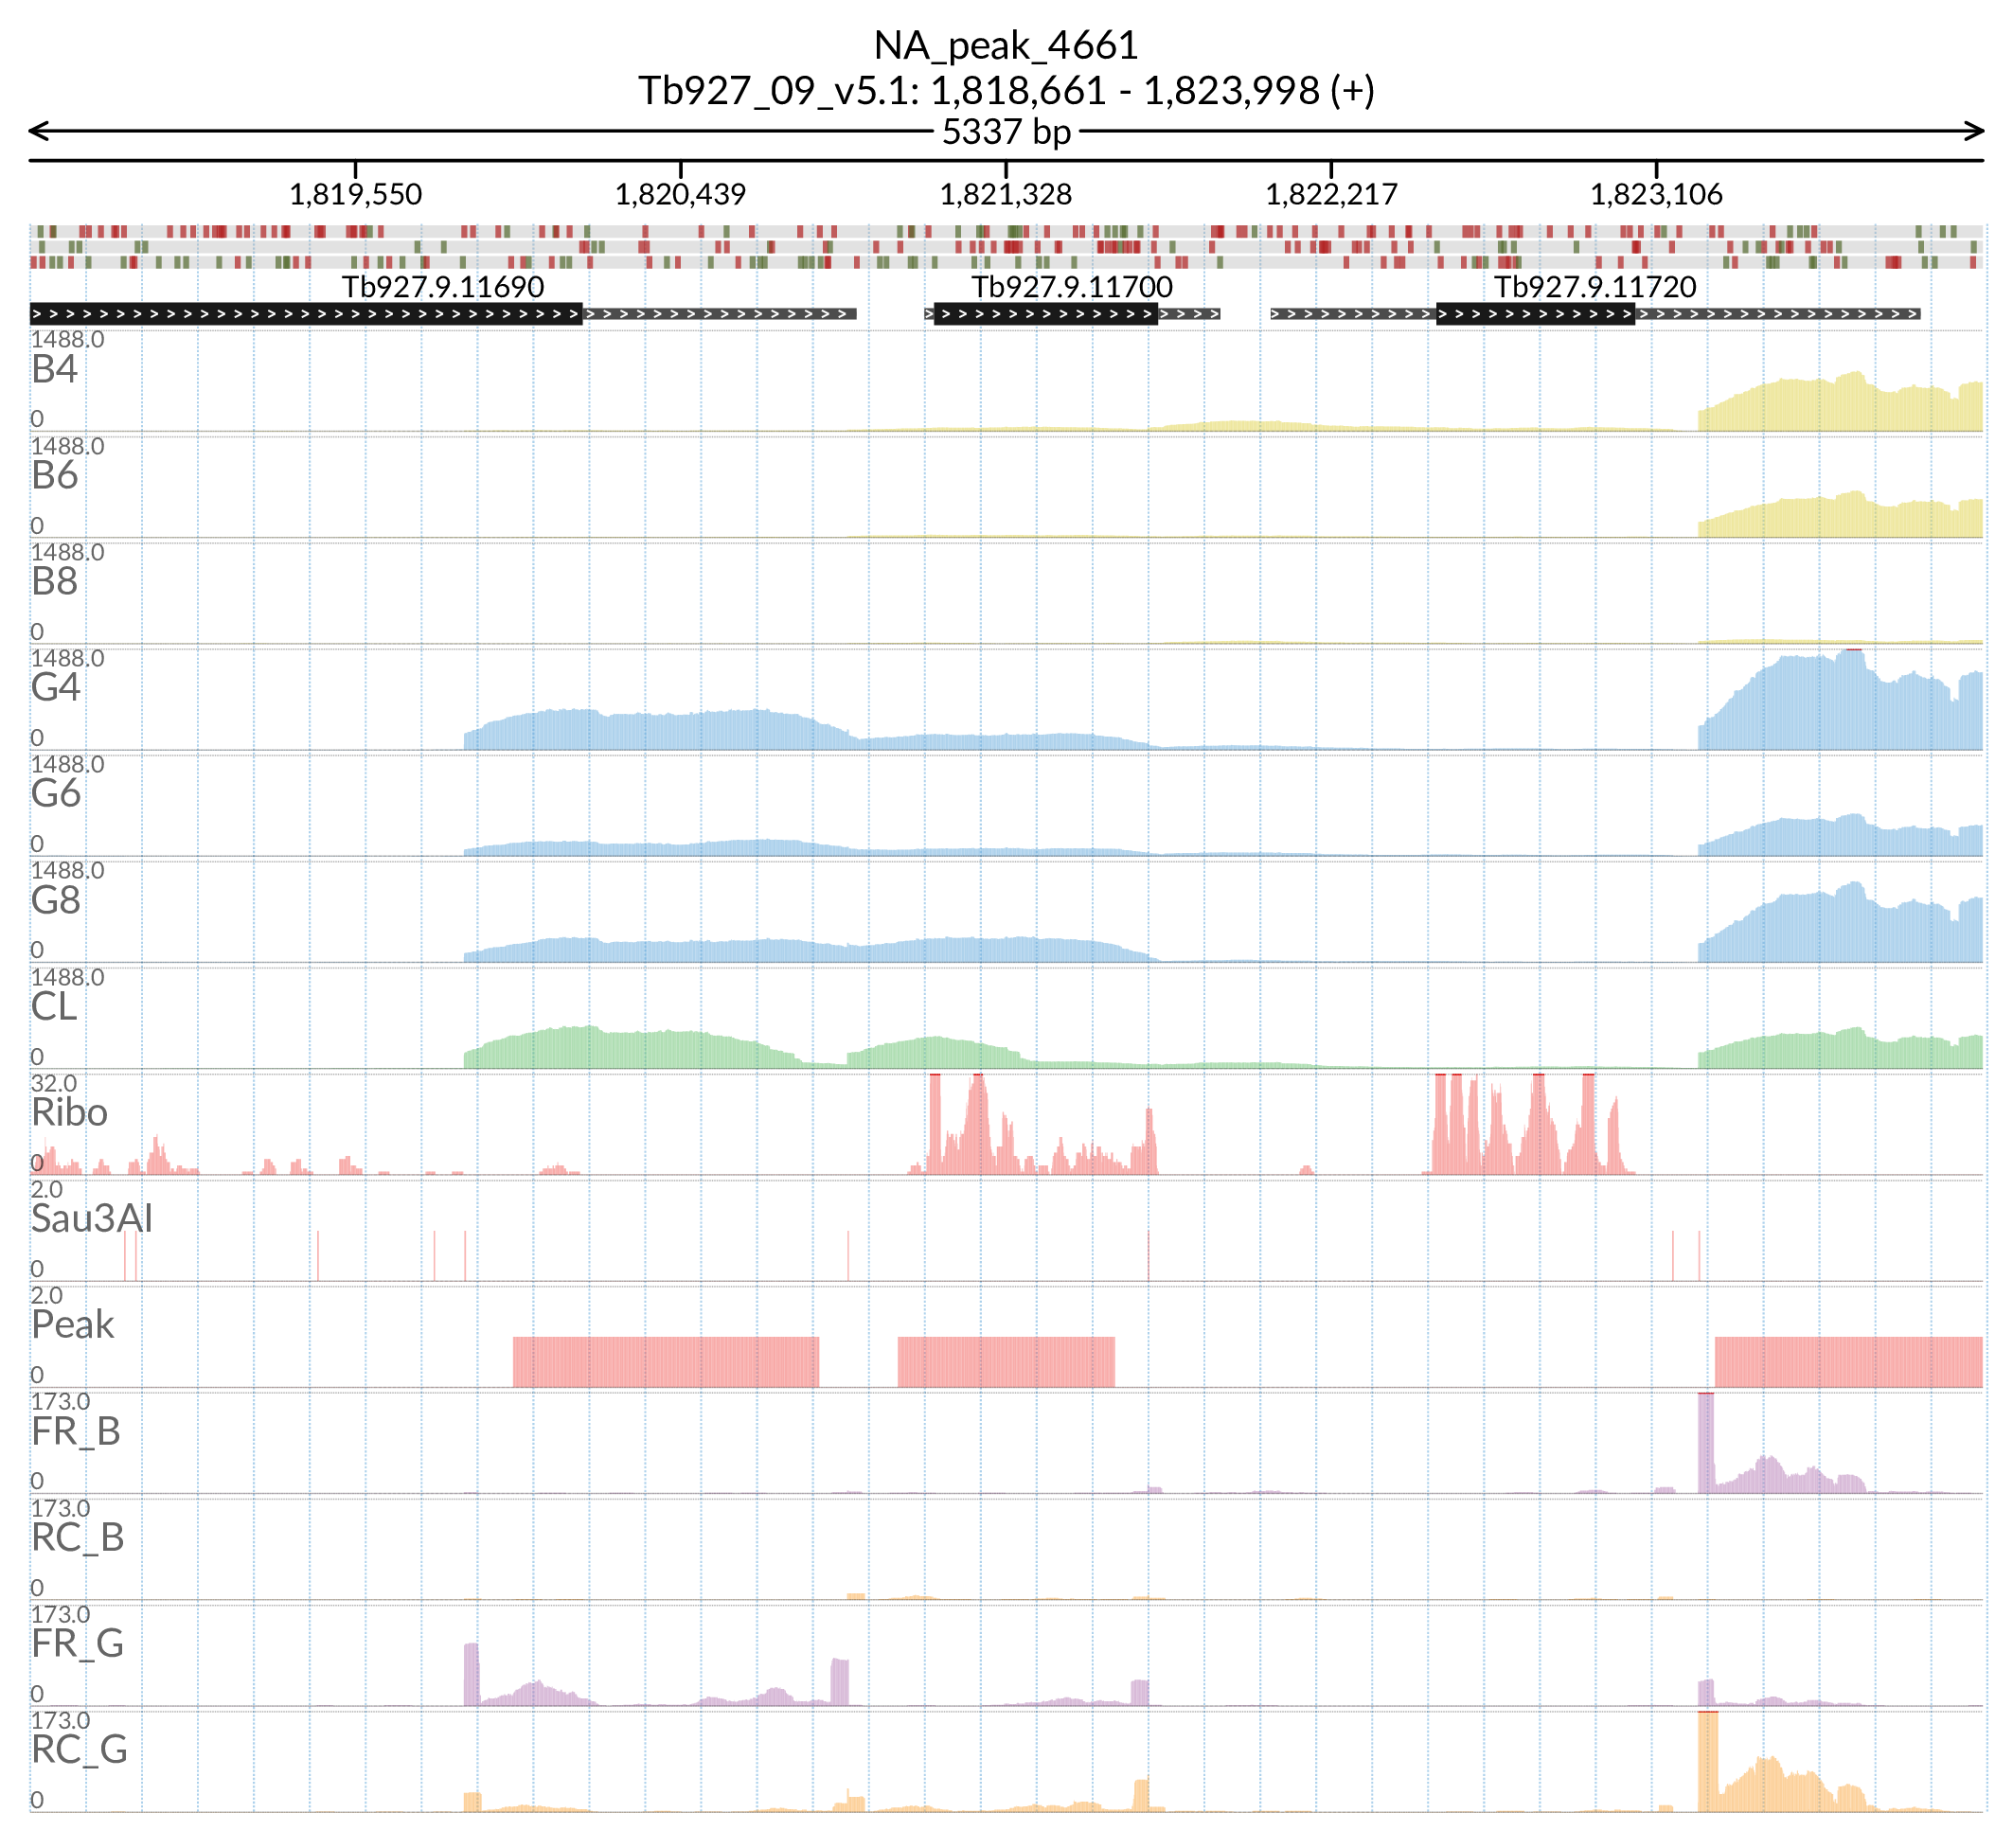 NA_peak_4661
Tb927_09_v5.1: 1,818,661 - 1,823,998 (+)
5337 bp
1,819,550 1,820,439 1,821,328 1,822,217 1,823,106
Tb927.9.11690 Tb927.9.11700 Tb927.9.11720
1488.0
B4
0
1488.0
B6
0
1488.0
B8
0
1488.0
G4
0
1488.0
G6
0
1488.0
G8
0
1488.0
CL
0
32.0
Ribo
0
2.0
Sau3AI
0
2.0
Peak
0
173.0
FR_B
0
173.0
RC_B
0
173.0
FR_G
0
173.0
RC_G
0